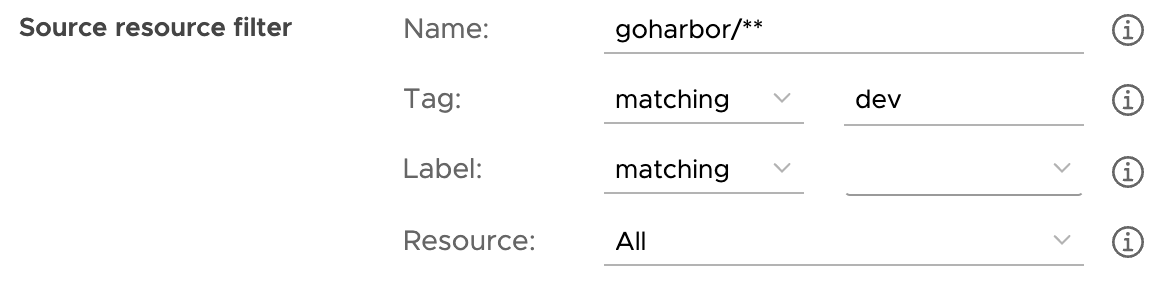 Source resource filter Name: goharbor/**
Tag: matching dev
Label: matching
Resource: All